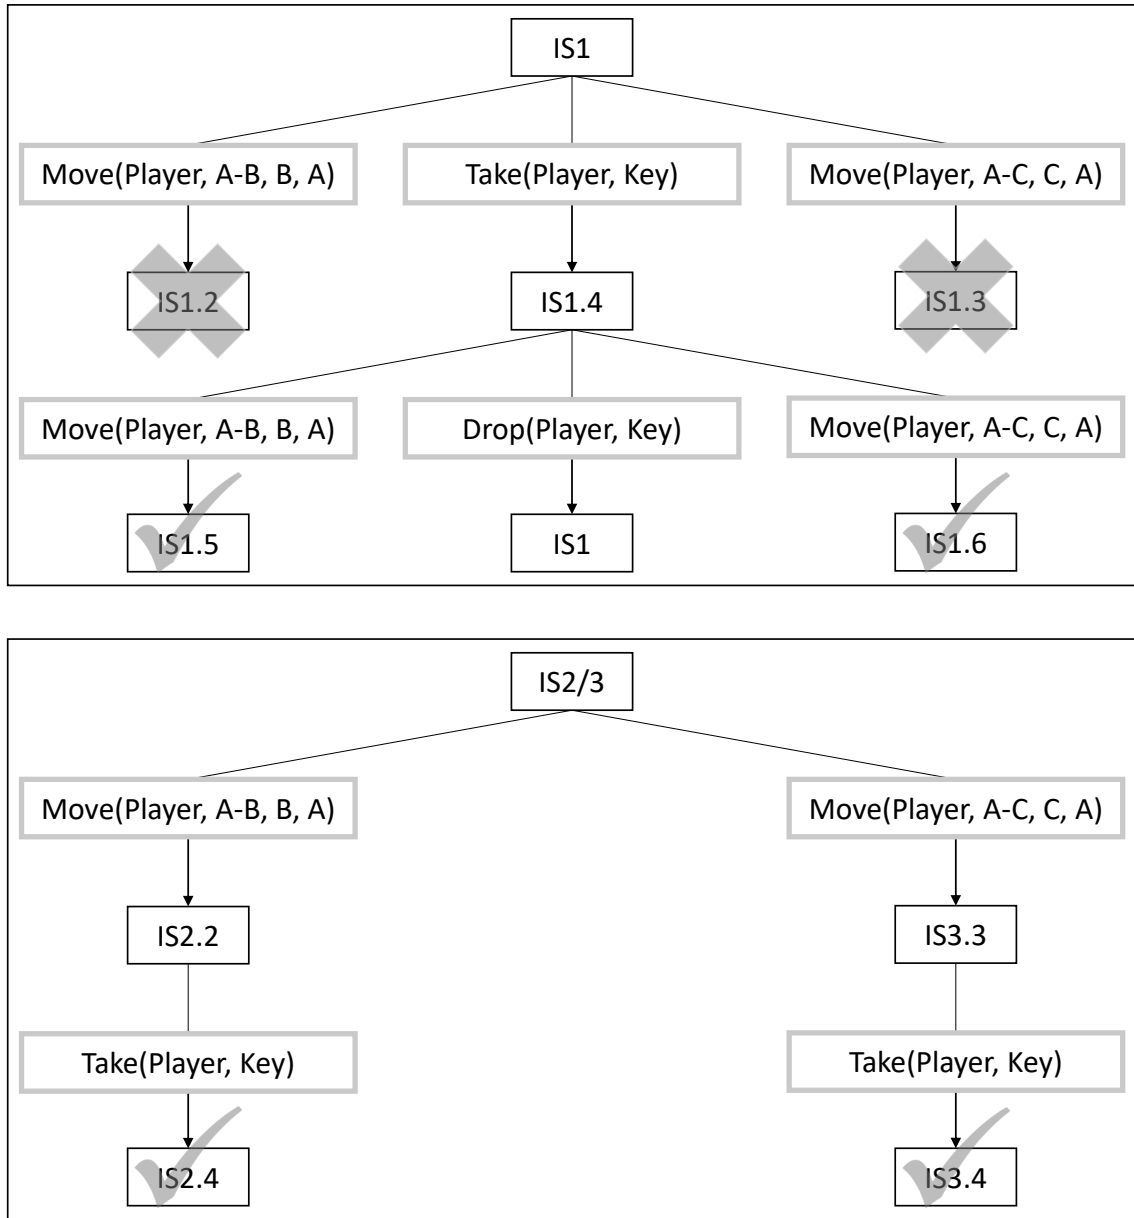 IS1
Move(Player, A-B, B, A)
Take(Player, Key)
Move(Player, A-C, C, A)
IS1.2
IS1.4
IS1.3
Move(Player, A-B, B, A)
Drop(Player, Key)
Move(Player, A-C, C, A)
IS1.5
IS1
IS1.6
IS2/3
Move(Player, A-B, B, A)
Move(Player, A-C, C, A)
IS2.2
IS3.3
Take(Player, Key)
Take(Player, Key)
IS2.4
IS3.4